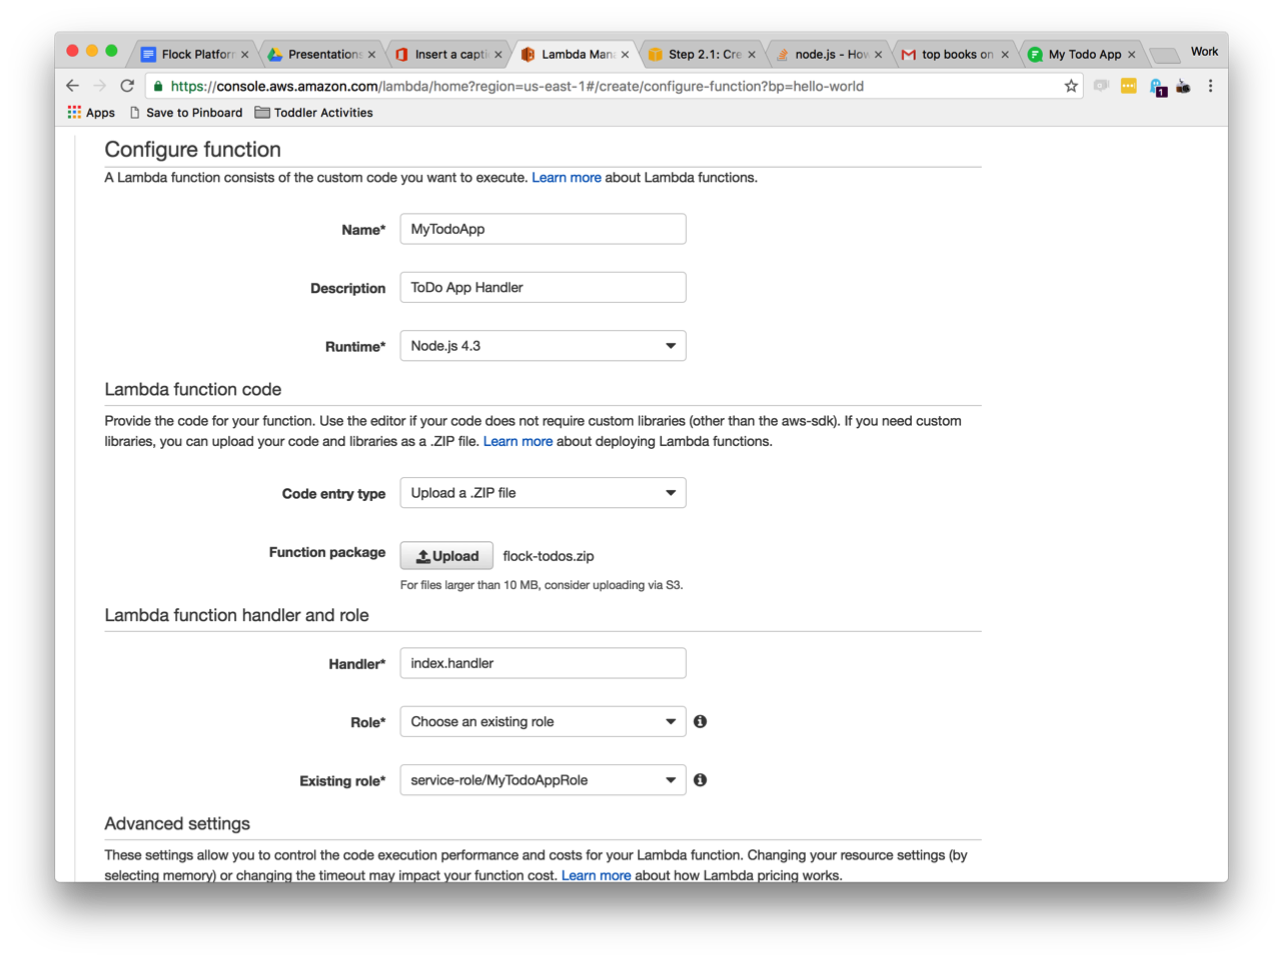 Flock Platforr
Presentations
Insert a capti
Lambda Mana
Step 2.1: Cre
node.js - How
top books on
My Todo App
Work
https://console.aws.amazon.com/lambda/home?region=us-east-1#/create/configure-function?bp=hello-world
1
Apps
Save to Pinboard
Toddler Activities
Configure function
A Lambda function consists of the custom code you want to execute. Learn more about Lambda functions.
Name* MyTodoApp
Description ToDo App Handler
Runtime* Node.js 4.3
Lambda function code
Provide the code for your function. Use the editor if your code does not require custom libraries (other than the aws-sdk). If you need custom
libraries, you can upload your code and libraries as a .ZIP file. Learn more about deploying Lambda functions.
Code entry type Upload a .ZIP file
Function package Upload flock-todos.zip
For files larger than 10 MB, consider uploading via S3.
Lambda function handler and role
Handler* index.handler
Role* Choose an existing role
Existing role* service-role/MyTodoAppRole
Advanced settings
These settings allow you to control the code execution performance and costs for your Lambda function. Changing your resource settings (by
selecting memory) or changing the timeout may impact your function cost. Learn more about how Lambda pricing works.